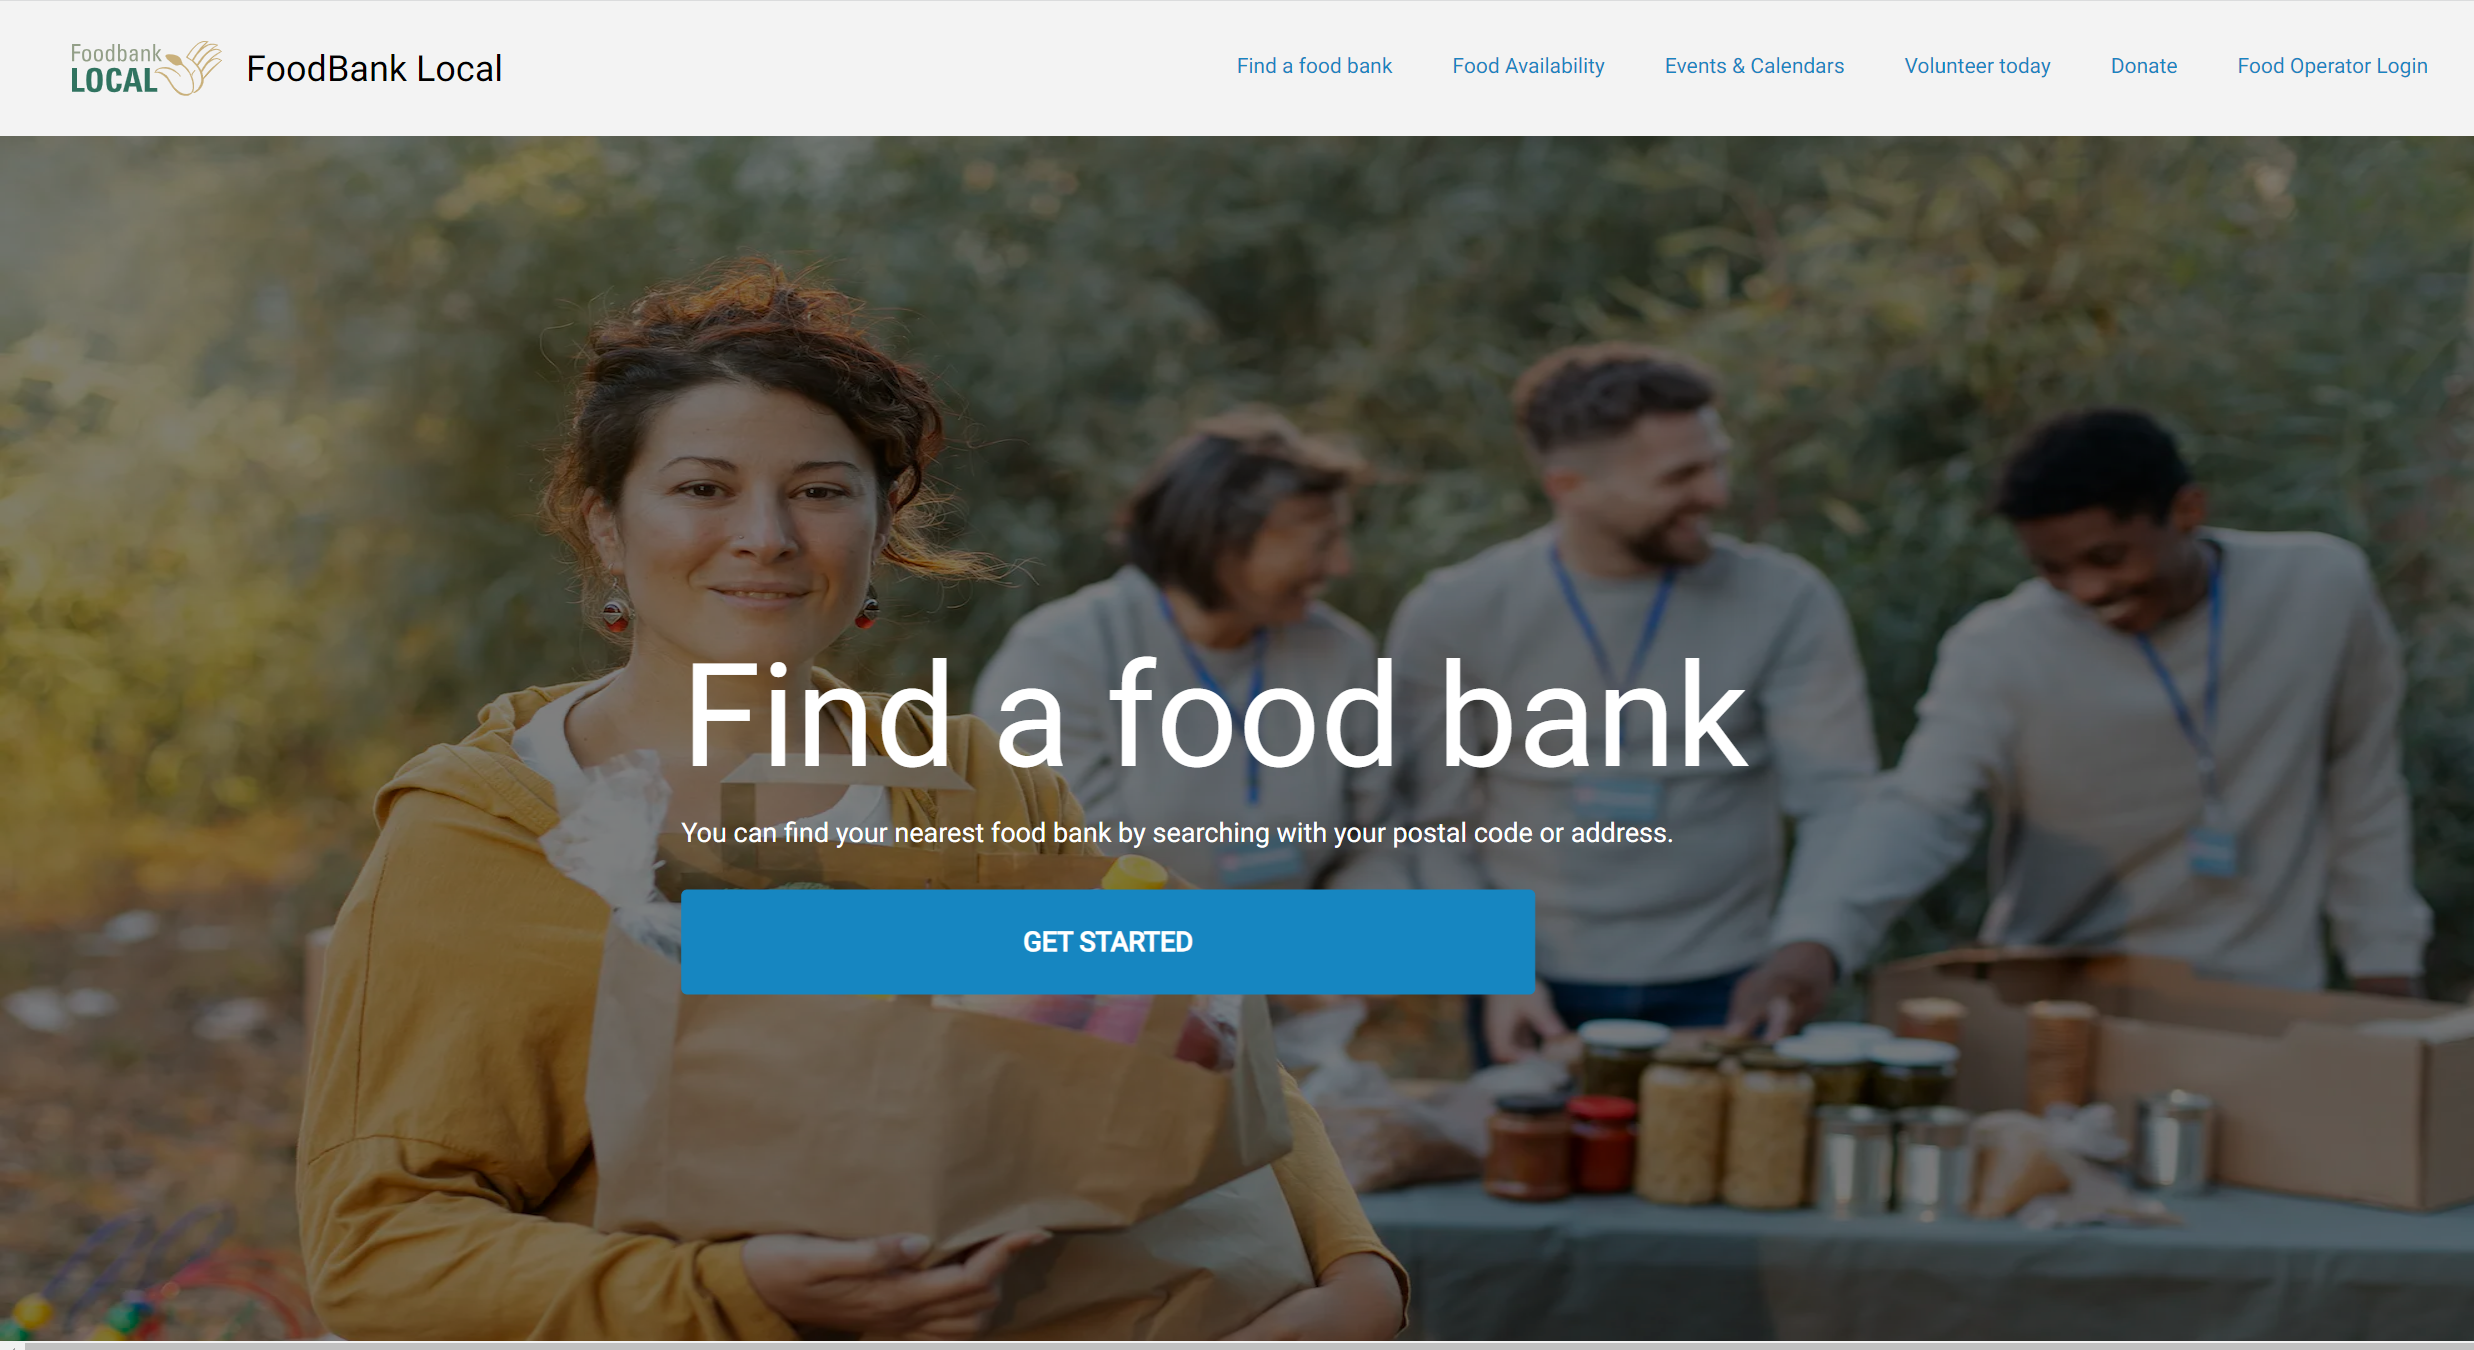 Foodbank
LOCAL
FoodBank Local
Find a food bank
Food Availability
Events & Calendars
Volunteer today
Donate
Food Operator Login
Find a food bank
You can find your nearest food bank by searching with your postal code or address.
GET STARTED